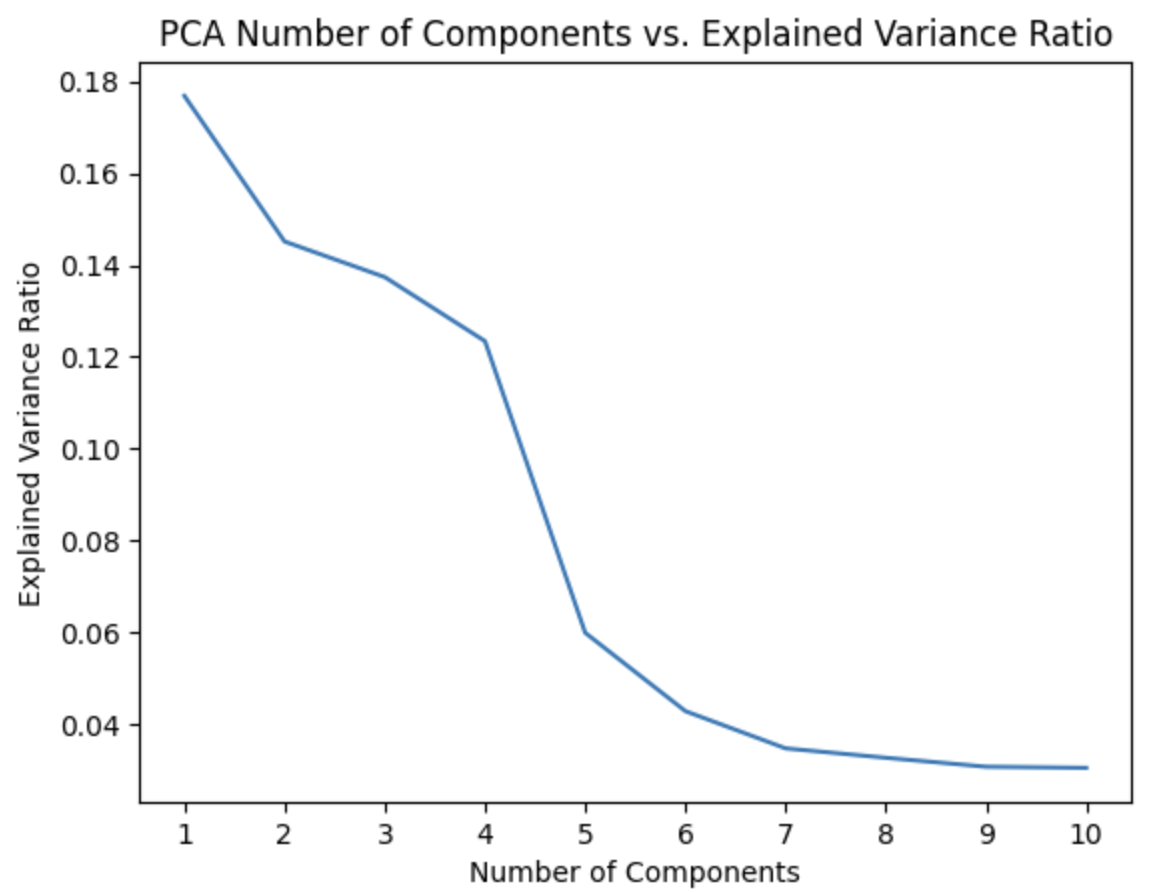 PCA Number of Components vs. Explained Variance Ratio
0.18
0.16
0.14
0.12
0.10
0.08
0.06
0.04
Explained Variance Ratio
1 2 3 4 5 6 7 8 9 10
Number of Components